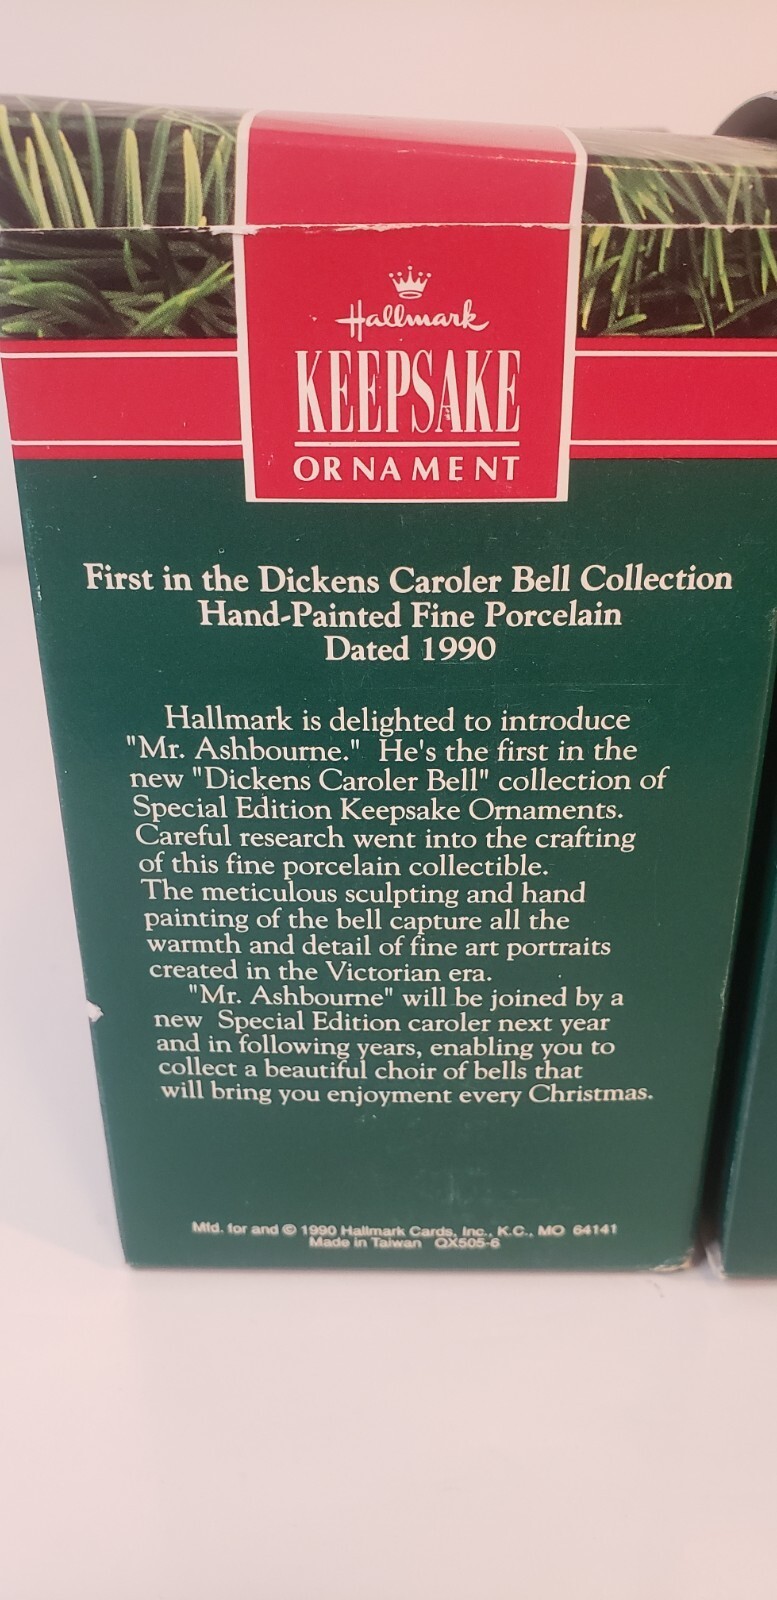 Hallmark
KEEPSAKE
ORNAMENT
First in the Dickens Caroler Bell Collection
Hand-Painted Fine Porcelain
Dated 1990
Hallmark is delighted to introduce
"Mr. Ashbourne." He's the first in the
new "Dickens Caroler Bell" collection of
Special Edition Keepsake Ornaments.
Careful research went into the crafting
of this fine porcelain collectible.
The meticulous sculpting and hand
painting of the bell capture all the
warmth and detail of fine art portraits
created in the Victorian era.
"Mr. Ashbourne" will be joined by a
new Special Edition caroler next year
and in following years, enabling you to
collect a beautiful choir of bells that
will bring you enjoyment every Christmas.
Mfd. for and © 1990 Hallmark Cards, Inc., K.C., MO 64141
Made in Taiwan QX505-6